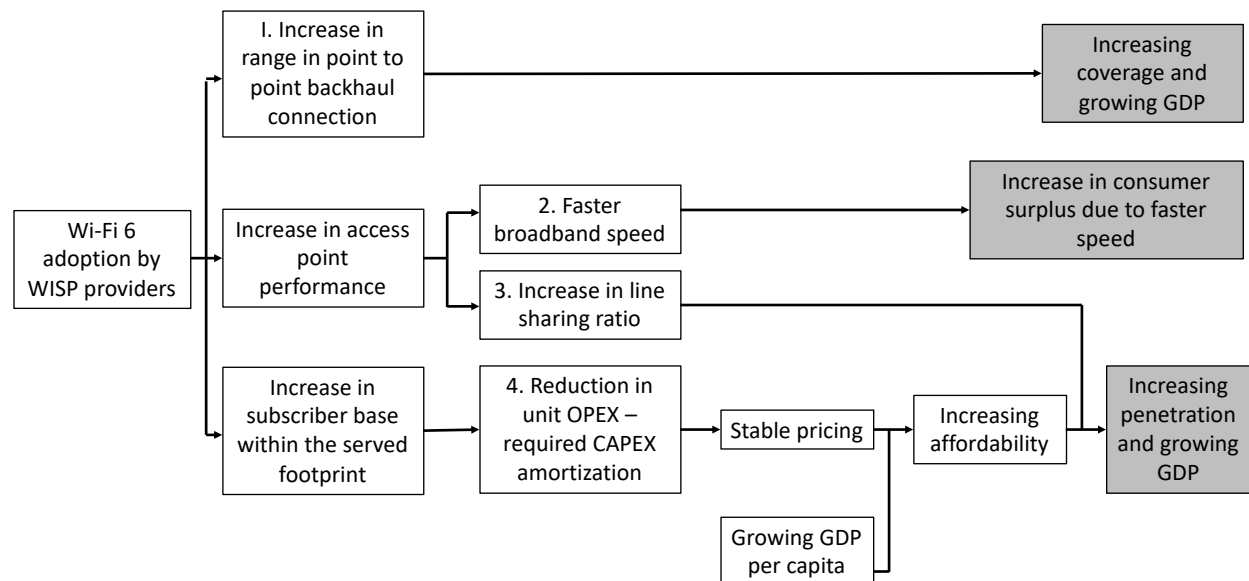 I. Increase in
range in point to
point backhaul
connection
Increasing
coverage and
growing GDP
Wi-Fi 6
adoption by
WISP providers
Increase in access
point
performance
2. Faster
broadband speed
Increase in consumer
surplus due to faster
speed
3. Increase in line
sharing ratio
Increase in
subscriber base
within the served
footprint
4. Reduction in
unit OPEX –
required CAPEX
amortization
Stable pricing
Increasing
affordability
Increasing
penetration
and growing
GDP
Growing GDP
per capita